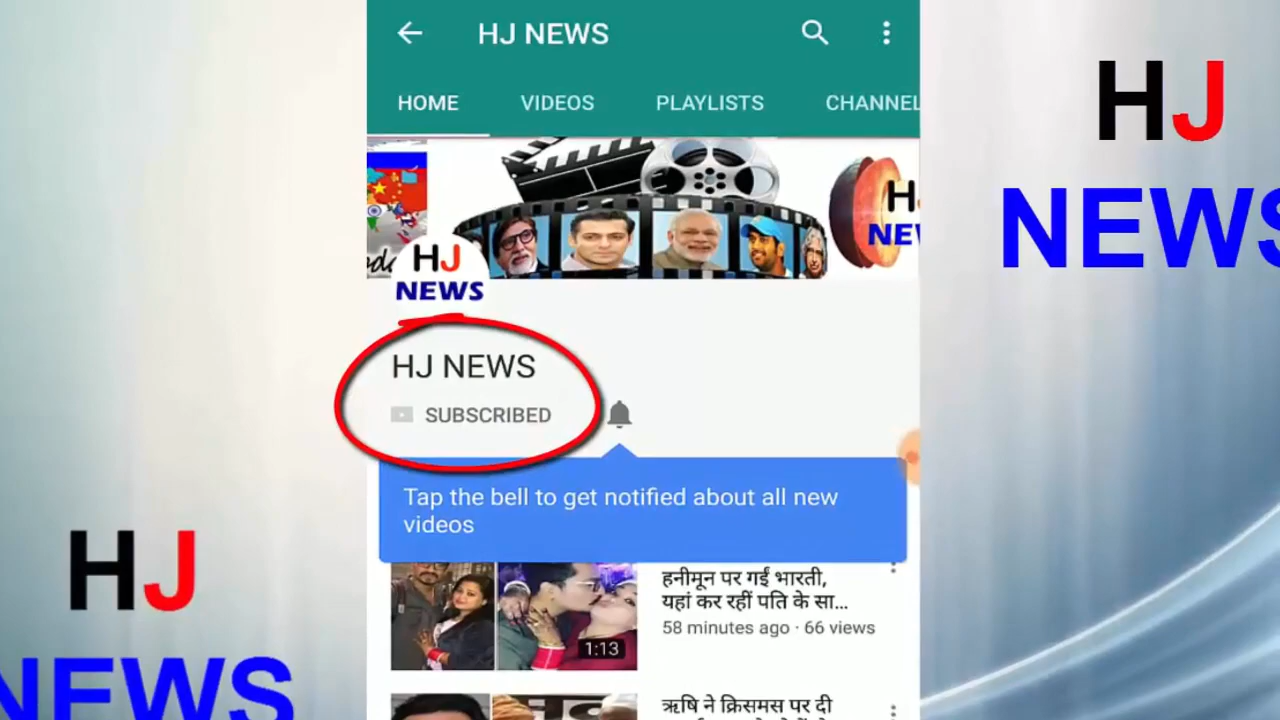 HJ NEWS
HOME VIDEOS PLAYLISTS CHANNEL
HJ
NEWS
HJ
NEWS
HJ NEWS
SUBSCRIBED
Tap the bell to get notified about all new
videos
हनीमून पर गईं भारती,
यहां कर रहीं पति के सा...
58 minutes ago · 66 views
1:13
ऋषि ने क्रिसमस पर दी
HJ
NEWS